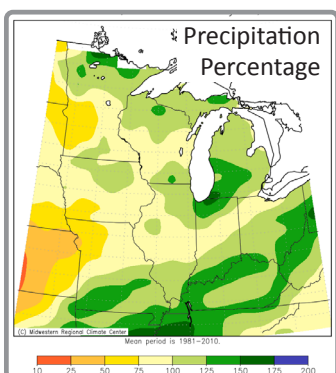 Precipitation
Percentage
(C) Midwestern Regional Climate Center
Mean period is 1981-2010.
10 25 50 75 100 125 150 175 200